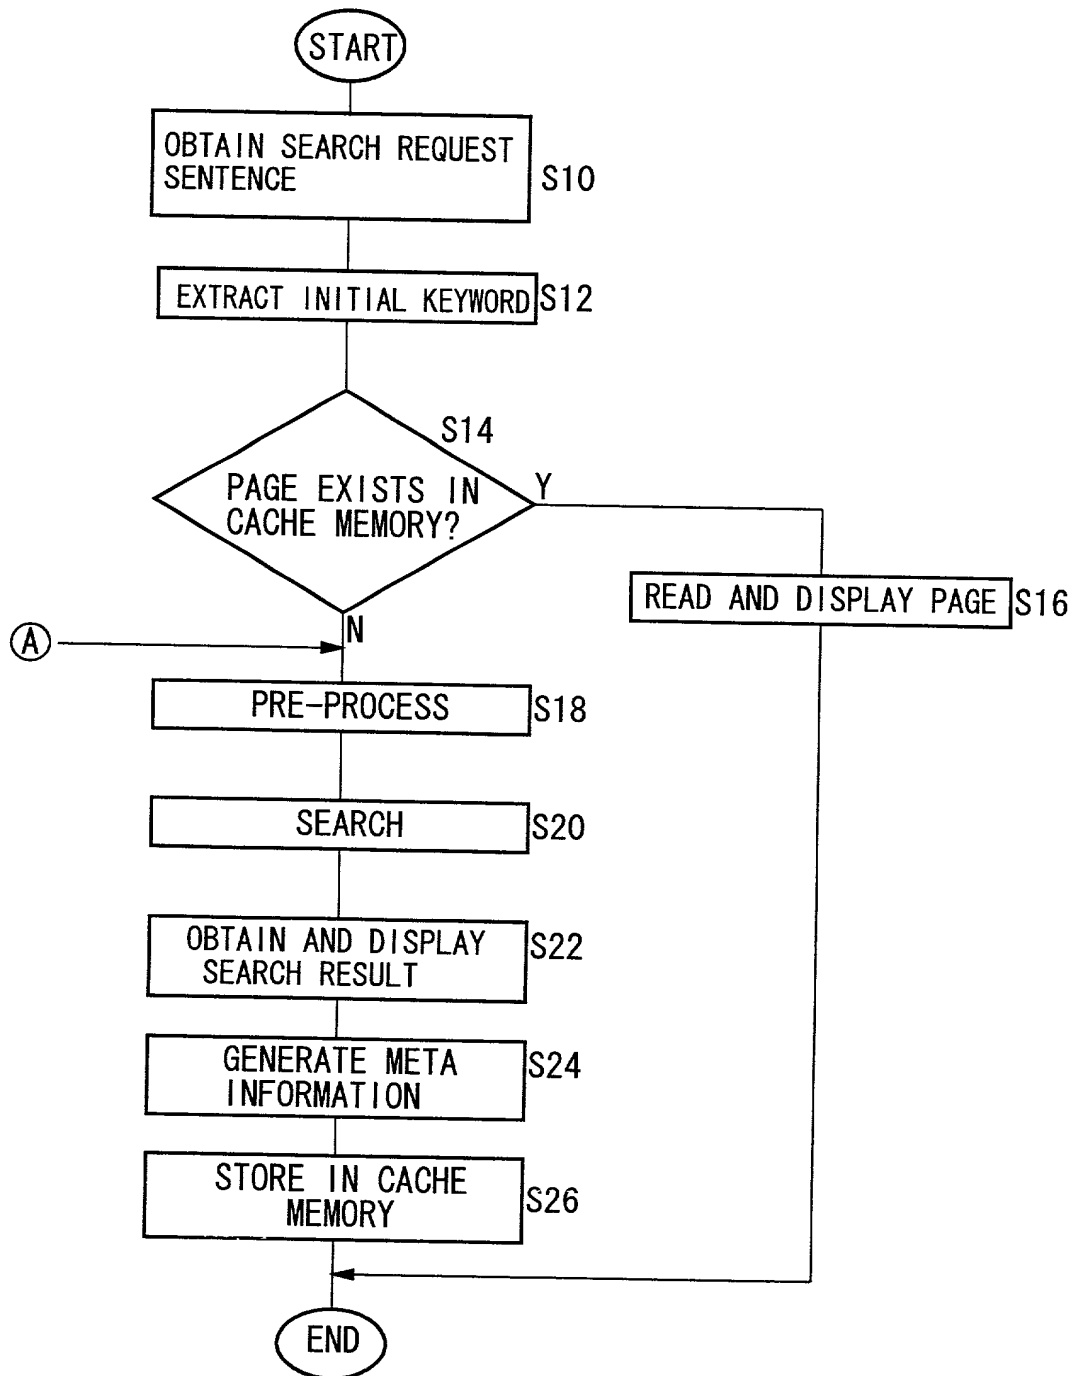 START
OBTAIN SEARCH REQUEST
SENTENCE
S10
EXTRACT INITIAL KEYWORD
S12
S14
PAGE EXISTS IN
CACHE MEMORY?
Y
READ AND DISPLAY PAGE
S16
N
A
PRE-PROCESS
S18
SEARCH
S20
OBTAIN AND DISPLAY
SEARCH RESULT
S22
GENERATE META
INFORMATION
S24
STORE IN CACHE
MEMORY
S26
END